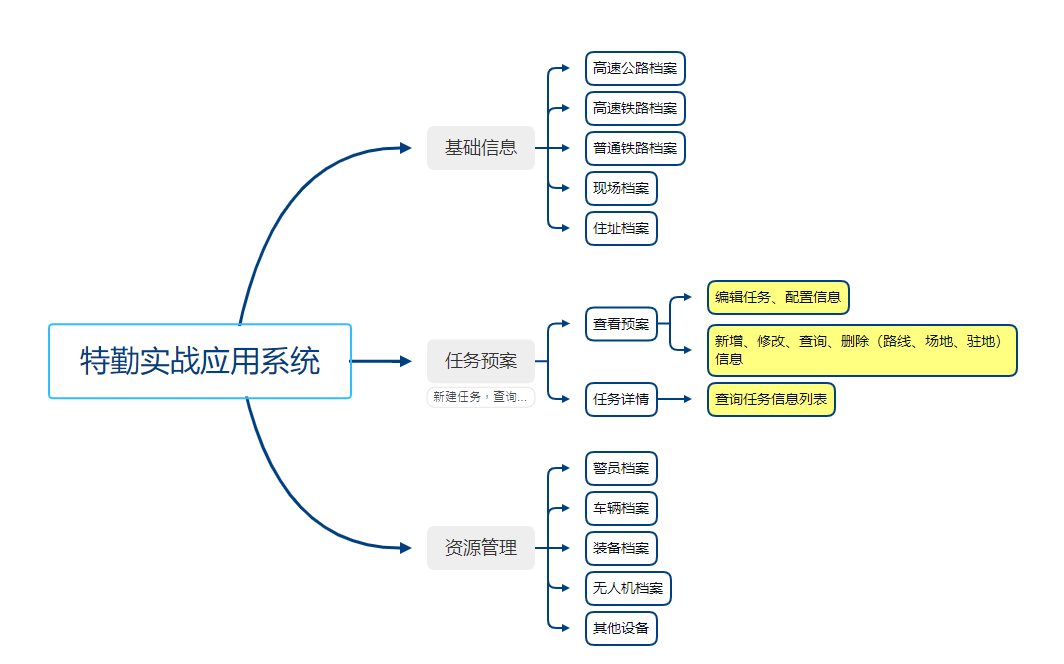 特勤实战应用系统
基础信息
高速公路档案
高速铁路档案
普通铁路档案
现场档案
住址档案
任务预案
新建任务，查询...
查看预案
编辑任务、配置信息
新增、修改、查询、删除（路线、场地、驻地）
信息
任务详情
查询任务信息列表
资源管理
警员档案
车辆档案
装备档案
无人机档案
其他设备